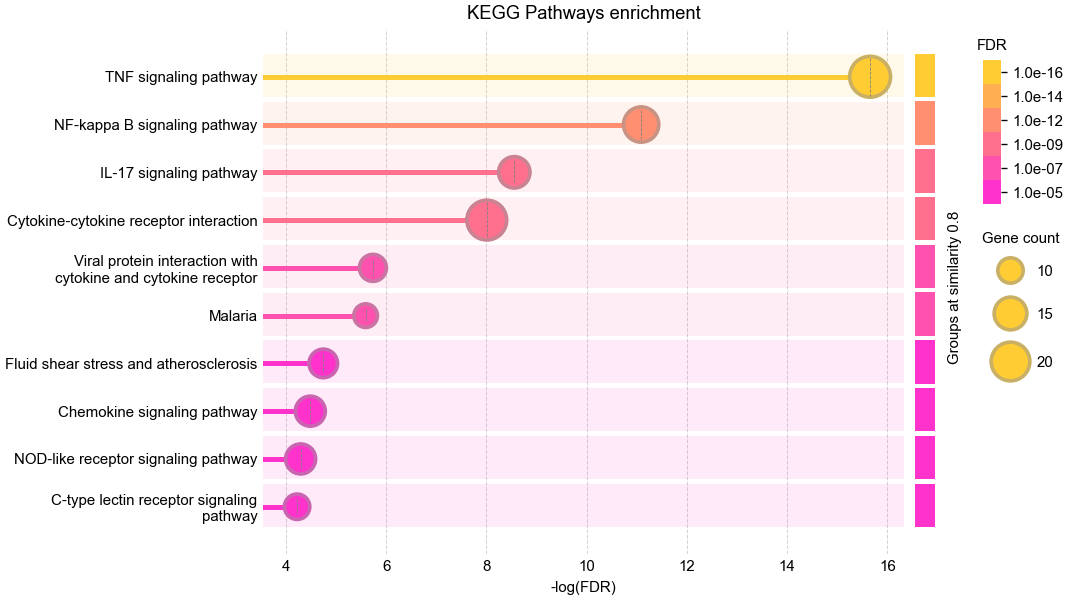 KEGG Pathways enrichment
TNF signaling pathway
NF-kappa B signaling pathway
IL-17 signaling pathway
Cytokine-cytokine receptor interaction
Viral protein interaction with
cytokine and cytokine receptor
Malaria
Fluid shear stress and atherosclerosis
Chemokine signaling pathway
NOD-like receptor signaling pathway
C-type lectin receptor signaling
pathway
4 6 8 10 12 14 16
-log(FDR)
Groups at similarity 0.8
FDR
1.0e-16
1.0e-14
1.0e-12
1.0e-09
1.0e-07
1.0e-05
Gene count
10
15
20